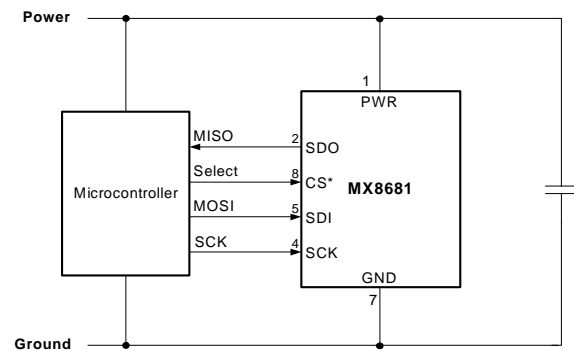 Power
1
PWR
MISO
2
SDO
Select
8
CS*
MX8681
Microcontroller
MOSI
5
SDI
SCK
4
SCK
GND
7
Ground